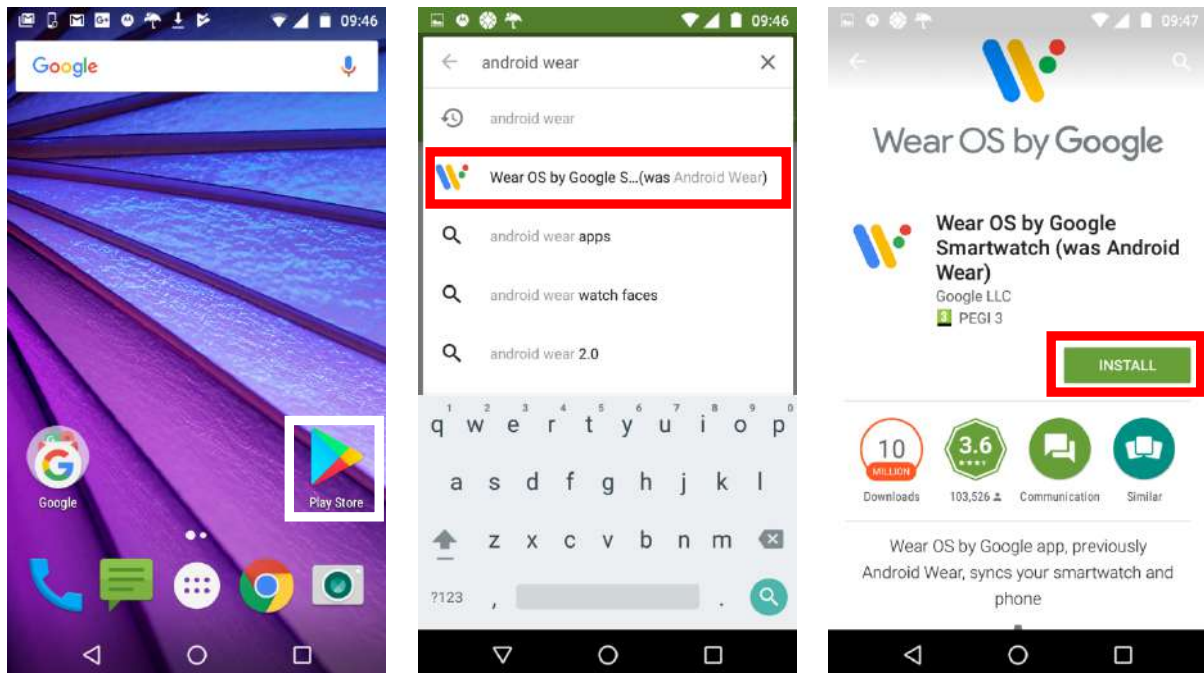 09:46
Google
Google
Play Store
09:46
android wear
android wear
Wear OS by Google S...(was Android Wear)
android wear apps
android wear watch faces
android wear 2.0
1 2 3 4 5 6 7 8 9 0
q w e r t y u i o p
a s d f g h j k l
z x c v b n m
?123 , .
09:47
Wear OS by Google
Wear OS by Google
Smartwatch (was Android
Wear)
Google LLC
3 PEGI 3
INSTALL
10
MILLION
3.6
Downloads
103,526
Communication
Similar
Wear OS by Google app, previously
Android Wear, syncs your smartwatch and
phone